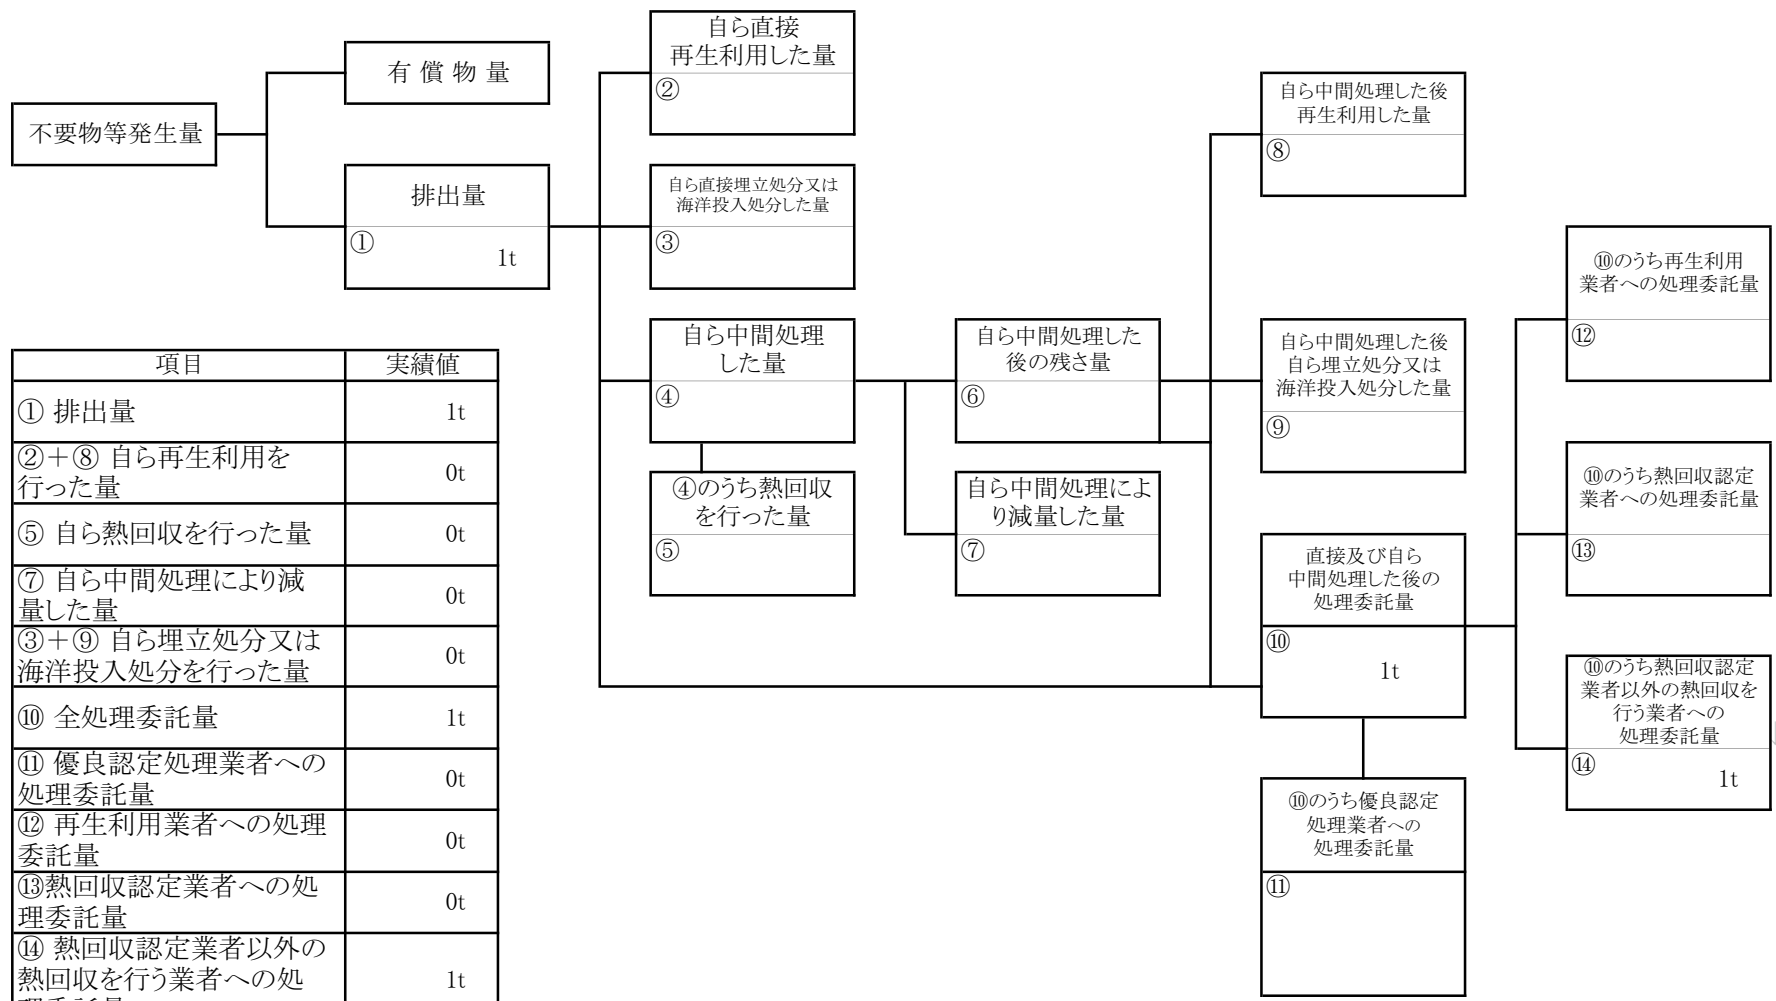 自ら直接
再生利用した量
②
有 償 物 量
不要物等発生量
排出量
①
1t
自ら直接埋立処分又は
海洋投入処分した量
③
自ら中間処理
した量
④
④のうち熱回収
を行った量
⑤
自ら中間処理した
後の残さ量
⑥
自ら中間処理によ
り減量した量
⑦
自ら中間処理した後
再生利用した量
⑧
自ら中間処理した後
自ら埋立処分又は
海洋投入処分した量
⑨
直接及び自ら
中間処理した後の
処理委託量
⑩
1t
⑩のうち優良認定
処理業者への
処理委託量
⑪
⑩のうち再生利用
業者への処理委託量
⑫
⑩のうち熱回収認定
業者への処理委託量
⑬
⑩のうち熱回収認定
業者以外の熱回収を
行う業者への
処理委託量
⑭
1t
項目 実績値
① 排出量 1t
②＋⑧ 自ら再生利用を
行った量 0t
⑤ 自ら熱回収を行った量 0t
⑦ 自ら中間処理により減
量した量 0t
③＋⑨ 自ら埋立処分又は
海洋投入処分を行った量 0t
⑩ 全処理委託量 1t
⑪ 優良認定処理業者への
処理委託量 0t
⑫ 再生利用業者への処理
委託量 0t
⑬熱回収認定業者への処
理委託量 0t
⑭ 熱回収認定業者以外の
熱回収を行う業者への処 1t